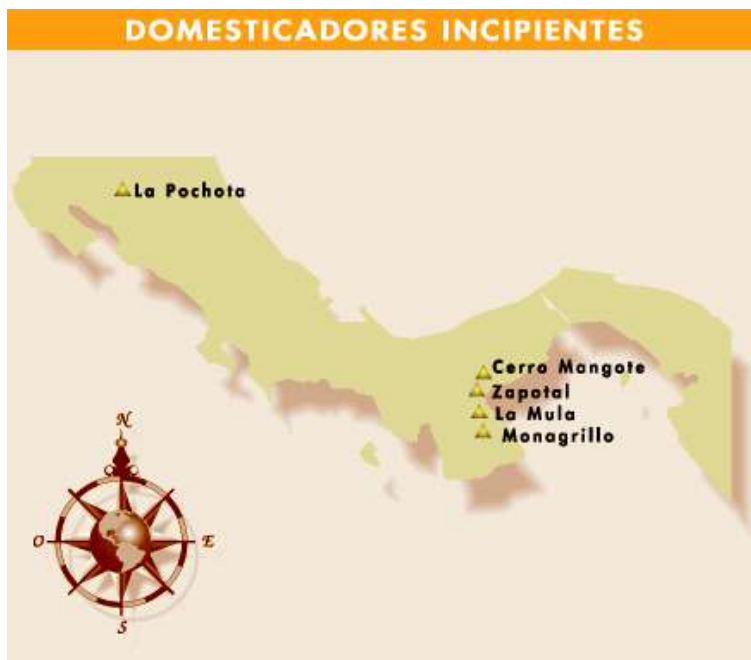 DOMESTICADORES INCIPIENTES
La Pochota
Cerro Mangote
Zapotal
La Mula
Monagrillo
N
O
E
S